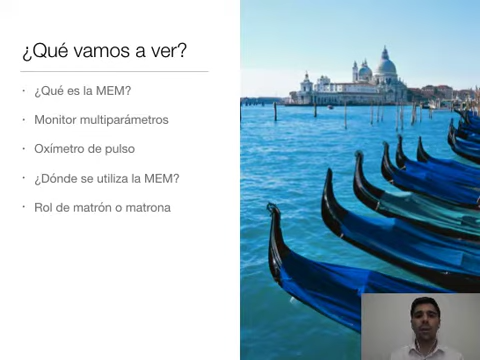 ¿Qué vamos a ver?
· ¿Qué es la MEM?
· Monitor multiparámetros
· Oxímetro de pulso
· ¿Dónde se utiliza la MEM?
· Rol de matrón o matrona